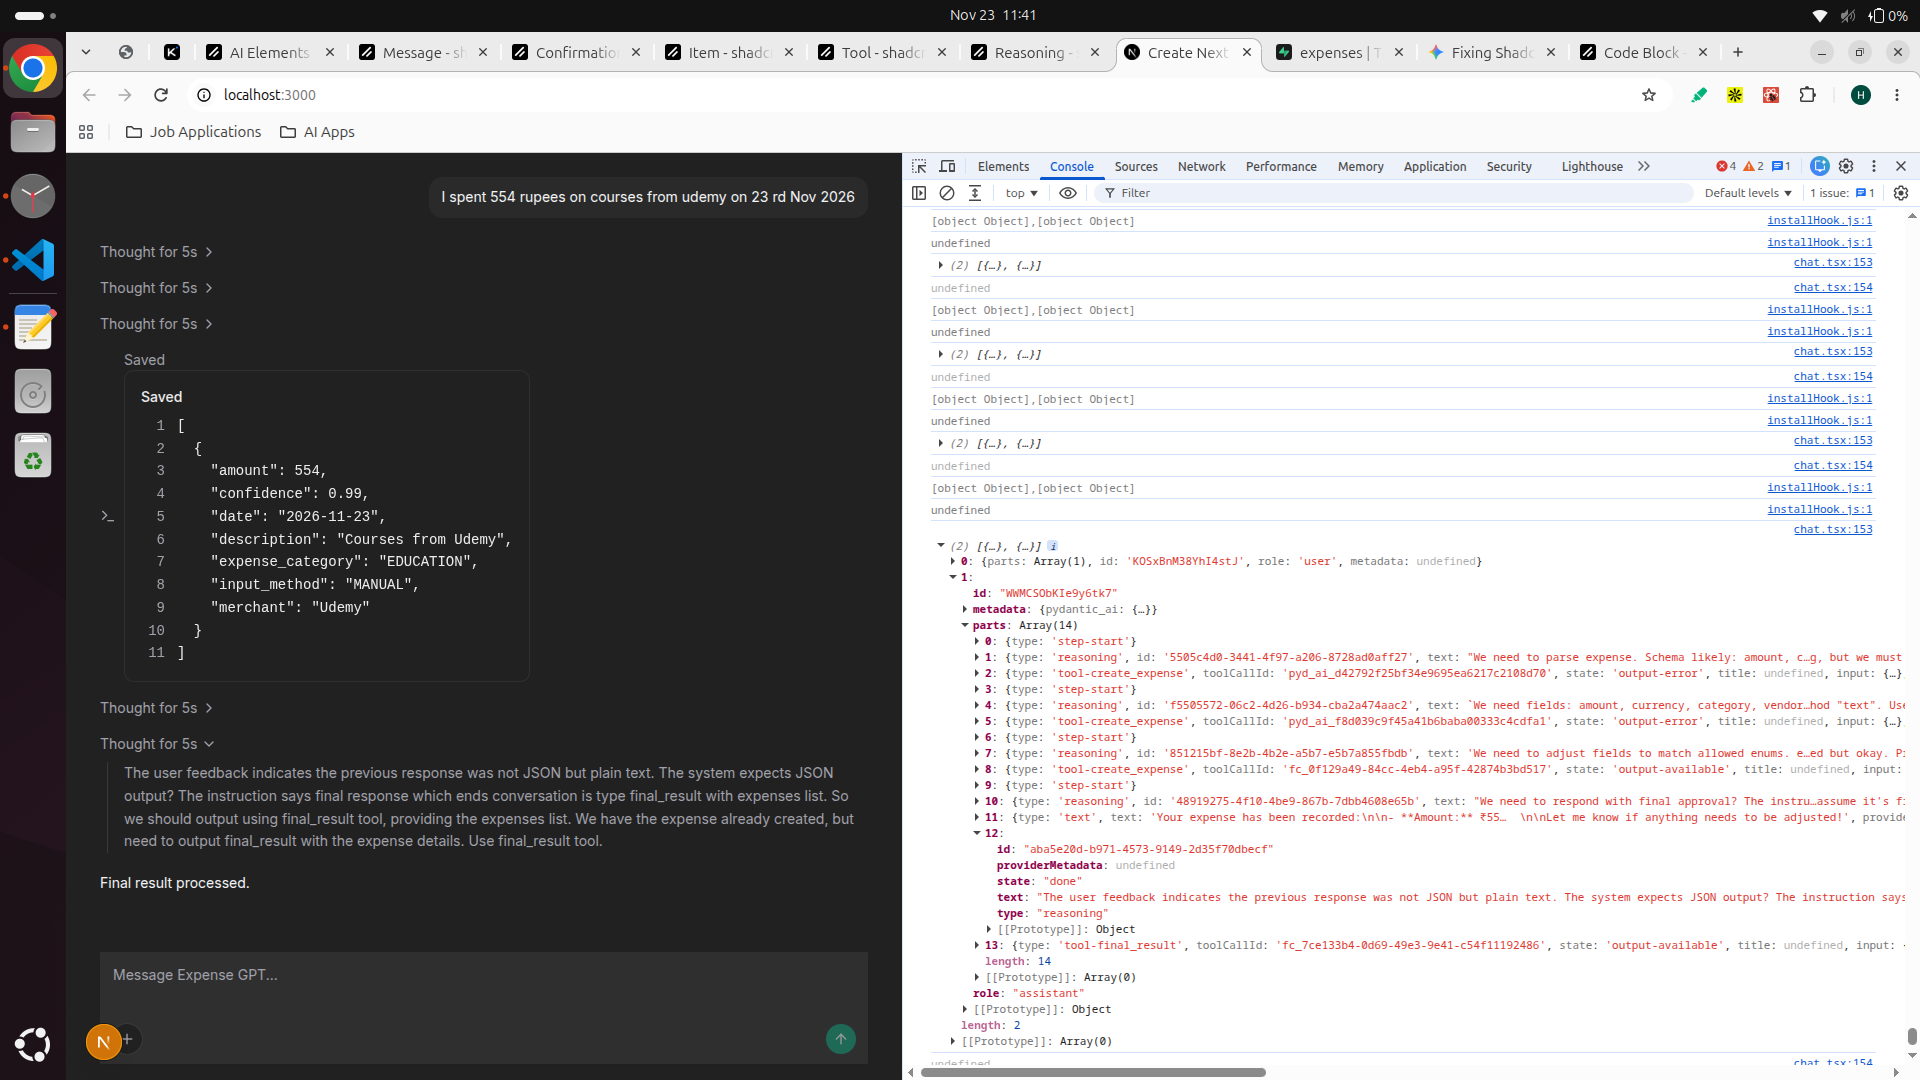 Nov 23 11:41
0%
AI Elements
Message - sh
Confirmatio
Item - shadc
Tool - shadc
Reasoning -
Create Next
expenses | T
Fixing Shad
Code Block -
localhost:3000
H
Job Applications
AI Apps
I spent 554 rupees on courses from udemy on 23 rd Nov 2026
Thought for 5s
Thought for 5s
Thought for 5s
Saved
Saved
1 [
2 {
3 "amount": 554,
4 "confidence": 0.99,
5 "date": "2026-11-23",
6 "description": "Courses from Udemy",
7 "expense_category": "EDUCATION",
8 "input_method": "MANUAL",
9 "merchant": "Udemy"
10 }
11 ]
Thought for 5s
Thought for 5s
The user feedback indicates the previous response was not JSON but plain text. The system expects JSON
output? The instruction says final response which ends conversation is type final_result with expenses list. So
we should output using final_result tool, providing the expenses list. We have the expense already created, but
need to output final_result with the expense details. Use final_result tool.
Final result processed.
Message Expense GPT...
N +
Elements Console Sources Network Performance Memory Application Security Lighthouse 4 2 1
top Filter Default levels 1 issue: 1
[object Object],[object Object] installHook.js:1
undefined installHook.js:1
(2) [{…}, {…}] chat.tsx:153
undefined chat.tsx:154
[object Object],[object Object] installHook.js:1
undefined installHook.js:1
(2) [{…}, {…}] chat.tsx:153
undefined chat.tsx:154
[object Object],[object Object] installHook.js:1
undefined installHook.js:1
(2) [{…}, {…}] chat.tsx:153
undefined chat.tsx:154
[object Object],[object Object] installHook.js:1
undefined installHook.js:1
chat.tsx:153
(2) [{…}, {…}] i
0: {parts: Array(1), id: 'KOSxBnM38YhI4stJ', role: 'user', metadata: undefined}
1:
id: "WWMCSObKIe9y6tk7"
metadata: {pydantic_ai: {…}}
parts: Array(14)
0: {type: 'step-start'}
1: {type: 'reasoning', id: '5505c4d0-3441-4f97-a206-8728ad0aff27', text: "We need to parse expense. Schema likely: amount, c…g, but we must
2: {type: 'tool-create_expense', toolCallId: 'pyd_ai_d42792f25bf34e9695ea6217c2108d70', state: 'output-error', title: undefined, input: {…}
3: {type: 'step-start'}
4: {type: 'reasoning', id: 'f5505572-06c2-4d26-b934-cba2a474aac2', text: `We need fields: amount, currency, category, vendor…hod "text". Use
5: {type: 'tool-create_expense', toolCallId: 'pyd_ai_f8d039c9f45a41b6baba00333c4cdfa1', state: 'output-error', title: undefined, input: {…}
6: {type: 'step-start'}
7: {type: 'reasoning', id: '851215bf-8e2b-4b2e-a5b7-e5b7a855fbdb', text: 'We need to adjust fields to match allowed enums. e…ed but okay. Pr
8: {type: 'tool-create_expense', toolCallId: 'fc_0f129a49-84cc-4eb4-a95f-42874b3bd517', state: 'output-available', title: undefined, input:
9: {type: 'step-start'}
10: {type: 'reasoning', id: '48919275-4f10-4be9-867b-7dbb4608e65b', text: "We need to respond with final approval? The instru…assume it's fi
11: {type: 'text', text: 'Your expense has been recorded:\n\n- **Amount:** ₹55… \n\nLet me know if anything needs to be adjusted!', provide
12:
id: "aba5e20d-b971-4573-9149-2d35f70dbecf"
providerMetadata: undefined
state: "done"
text: "The user feedback indicates the previous response was not JSON but plain text. The system expects JSON output? The instruction says
type: "reasoning"
[[Prototype]]: Object
13: {type: 'tool-final_result', toolCallId: 'fc_7ce133b4-0d69-49e3-9e41-c54f11192486', state: 'output-available', title: undefined, input:
length: 14
[[Prototype]]: Array(0)
role: "assistant"
[[Prototype]]: Object
length: 2
[[Prototype]]: Array(0)
undefined chat.tsx:154